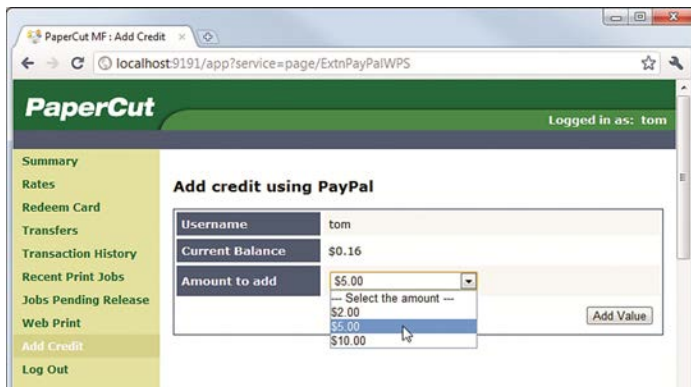 PaperCut MF : Add Credit
localhost:9191/app?service=page/ExtnPayPalWPS
PaperCut
Logged in as: tom
Summary
Rates
Redeem Card
Transfers
Transaction History
Recent Print Jobs
Jobs Pending Release
Web Print
Add Credit
Log Out
Add credit using PayPal
Username tom
Current Balance $0.16
Amount to add $5.00
--- Select the amount ---
$2.00
$5.00
$10.00
Add Value